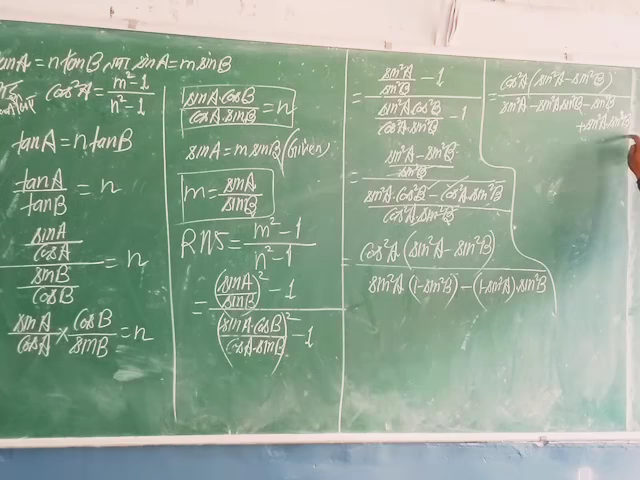 tanA = n tanB sinA = m sinB
cos²A = (m² - 1)/(n² - 1)
tanA = n tanB
tanA/tanB = n
(sinA/cosA)/(sinB/cosB) = n
sinA/cosA × cosB/sinB = n
sinA·cosB/cosA·sinB = n
sinA = m sinB (Given)
m = sinA/sinB
RNS = (m² - 1)/(n² - 1)
= ((sinA/sinB)² - 1)/((sinA·cosB/cosA·sinB)² - 1)
= (sin²A/sin²B - 1)/(sin²A·cos²B/cos²A·sin²B - 1)
= ((sin²A - sin²B)/sin²B)/((sin²A·cos²B - cos²A·sin²B)/cos²A·sin²B)
= cos²A(sin²A - sin²B)/(sin²A(1 - sin²B) - (1 - sin²A)·sin²B)
= cos²A(sin²A - sin²B)/(sin²A - sin²A sin²B - sin²B + sin²A·sin²B)